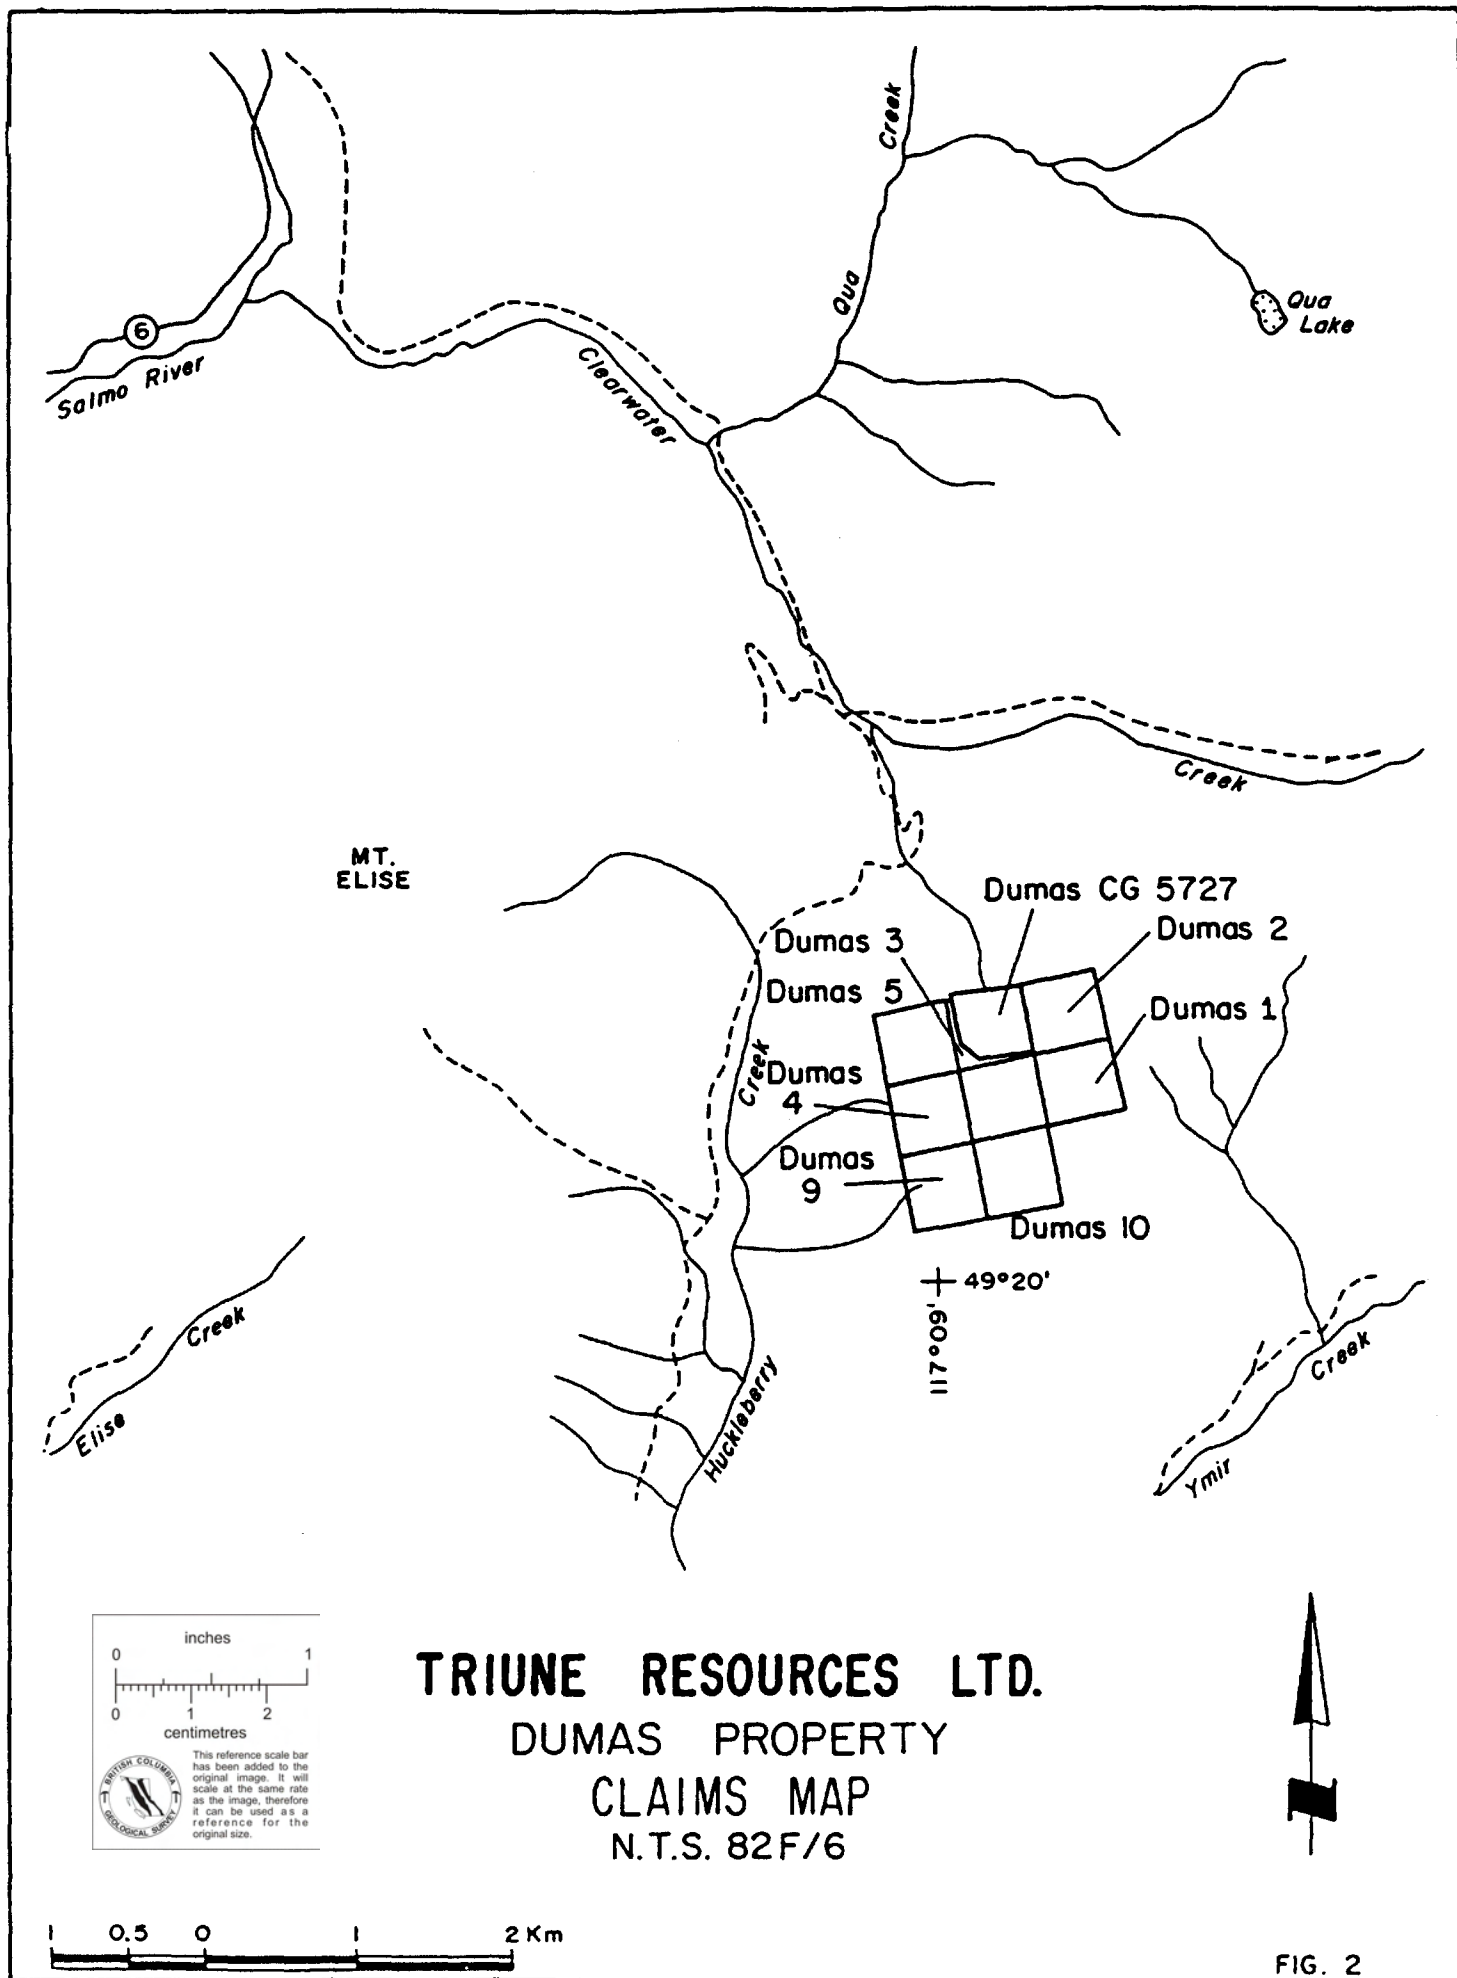 Creek
Qua
Qua
Lake
6
Salmo River
Clearwater
Creek
MT.
ELISE
Dumas CG 5727
Dumas 3
Dumas 2
Dumas 5
Dumas 1
Creek
Dumas
4
Dumas
9
Dumas 10
49°20'
117°09'
Creek
Elise
Huckleberry
Creek
Ymir
inches
0 1
0 1 2
centimetres
This reference scale bar
has been added to the
original image. It will
scale at the same rate
as the image, therefore
it can be used as a
reference for the
original size.
BRITISH COLUMBIA
GEOLOGICAL SURVEY
TRIUNE RESOURCES LTD.
DUMAS PROPERTY
CLAIMS MAP
N.T.S. 82F/6
1 0.5 0 1 2 Km
FIG. 2